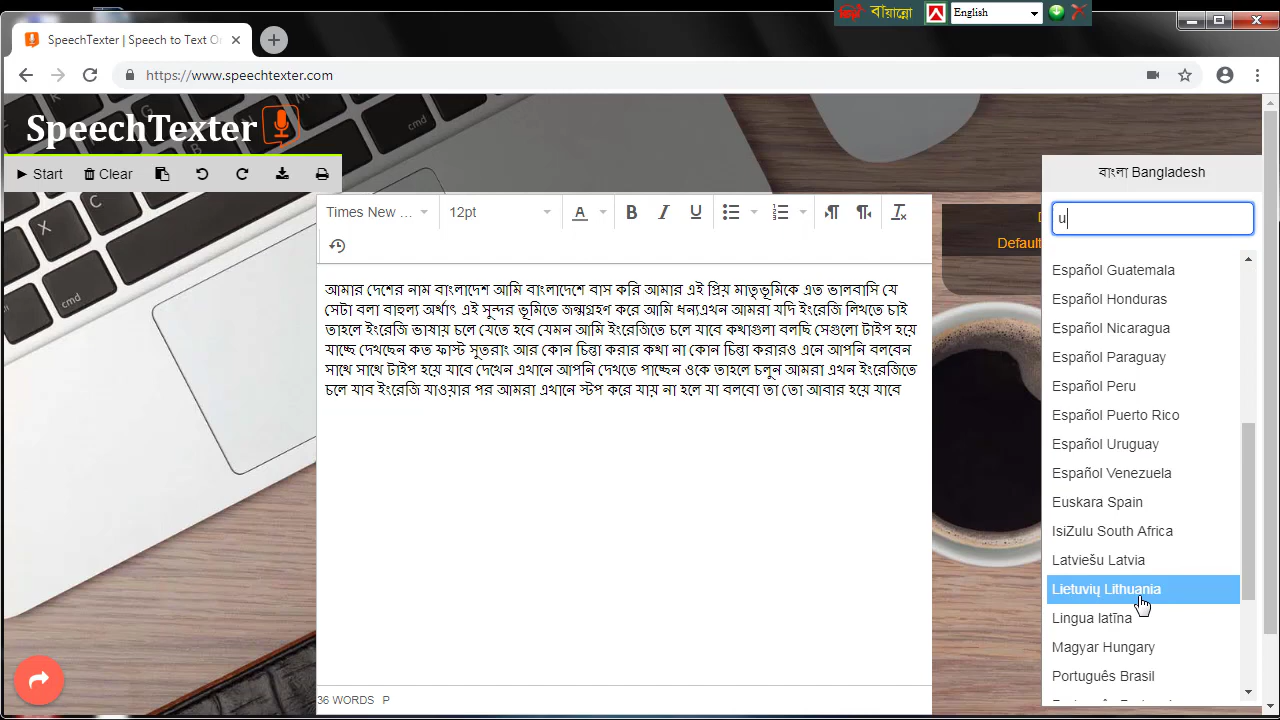 বাঁয়ান্নো
English
SpeechTexter | Speech to Text On
https://www.speechtexter.com
SpeechTexter
Start
Clear
বাংলা Bangladesh
Times New ...
12pt
u
Default
আমার দেশের নাম বাংলাদেশ আমি বাংলাদেশে বাস করি আমার এই প্রিয় মাতৃভূমিকে এত ভালবাসি যে
সেটা বলা বাহুল্য অর্থাৎ এই সুন্দর ভূমিতে জন্মগ্রহণ করে আমি ধন্যএখন আমরা যদি ইংরেজি লিখতে চাই
তাহলে ইংরেজি ভাষায় চলে যেতে হবে যেমন আমি ইংরেজিতে চলে যাবে কথাগুলা বলছি সেগুলো টাইপ হয়ে
যাচ্ছে দেখছেন কত ফাস্ট সুতরাং আর কোন চিন্তা করার কথা না কোন চিন্তা করারও এনে আপনি বলবেন
সাথে সাথে টাইপ হয়ে যাবে দেখেন এখানে আপনি দেখতে পাচ্ছেন ওকে তাহলে চলুন আমরা এখন ইংরেজিতে
চলে যাব ইংরেজি যাওয়ার পর আমরা এখানে স্টপ করে যায় না হলে যা বলবো তা তো আবার হয়ে যাবে
Español Guatemala
Español Honduras
Español Nicaragua
Español Paraguay
Español Peru
Español Puerto Rico
Español Uruguay
Español Venezuela
Euskara Spain
IsiZulu South Africa
Latviešu Latvia
Lietuvių Lithuania
Lingua latīna
Magyar Hungary
Português Brasil
36 WORDS P